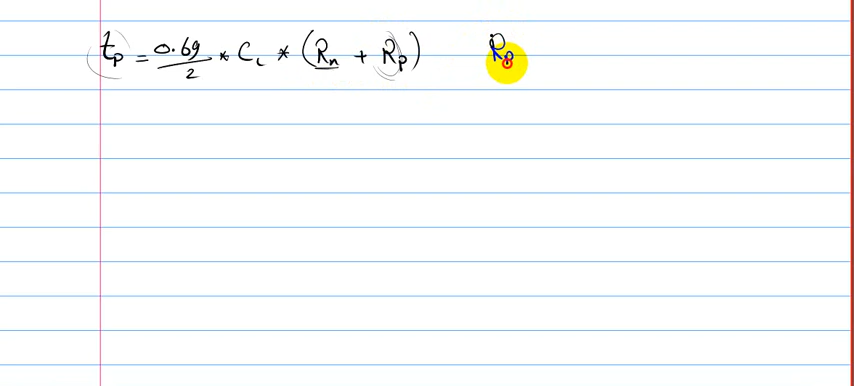 tp = 0.69/2 * CL * (Rn + Rp) Rp